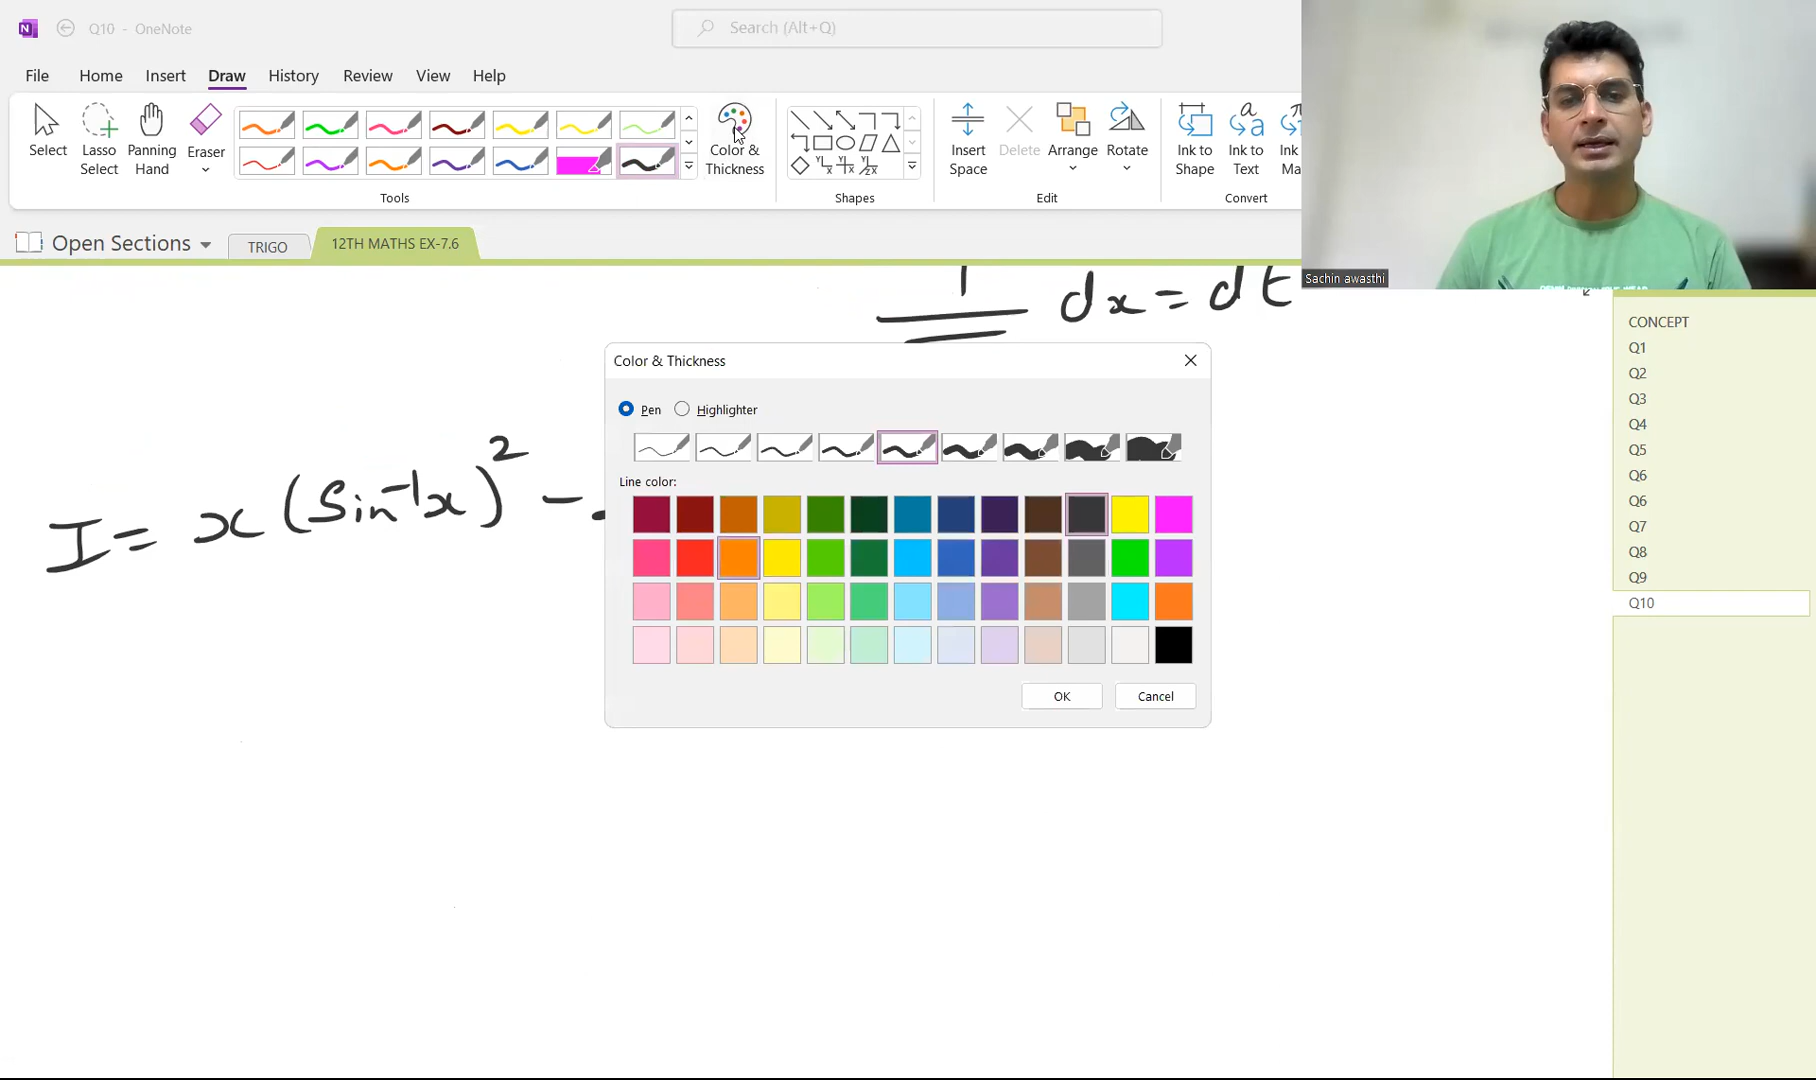 Q10 - OneNote
Search (Alt+Q)
File Home Insert Draw History Review View Help
Select
Lasso Select
Panning Hand
Eraser
Color & Thickness
Insert Space
Delete
Arrange
Rotate
Ink to Shape
Ink to Text
Ink Ma
Tools
Shapes
Edit
Convert
Open Sections
TRIGO
12TH MATHS EX-7.6
Sachin awasthi
1
dx = dt
Color & Thickness
Pen Highlighter
Line color:
OK Cancel
I = x (Sin⁻¹x)² -
CONCEPT
Q1
Q2
Q3
Q4
Q5
Q6
Q6
Q7
Q8
Q9
Q10